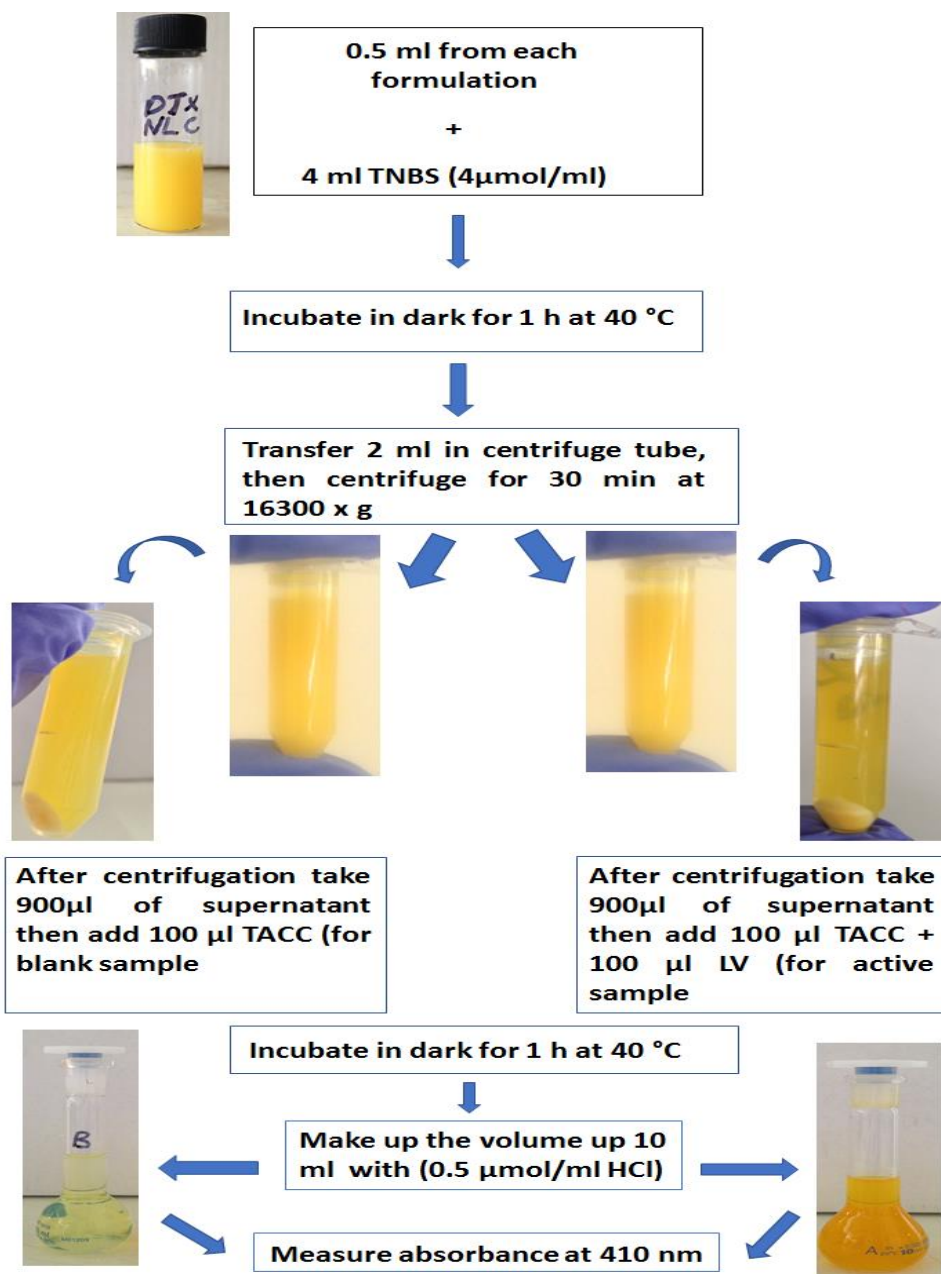 DTX
NLC
0.5 ml from each
formulation
+
4 ml TNBS (4µmol/ml)
Incubate in dark for 1 h at 40 °C
Transfer 2 ml in centrifuge tube,
then centrifuge for 30 min at
16300 x g
After centrifugation take
900µl of supernatant
then add 100 µl TACC (for
blank sample
After centrifugation take
900µl of supernatant
then add 100 µl TACC +
100 µl LV (for active
sample
Incubate in dark for 1 h at 40 °C
B
Make up the volume up 10
ml with (0.5 µmol/ml HCl)
A
Measure absorbance at 410 nm